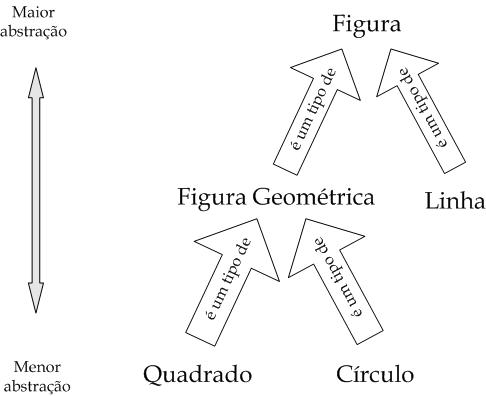 Maior
abstração
Figura
é um tipo de
é um tipo de
Figura Geométrica
Linha
é um tipo de
é um tipo de
Menor
abstração
Quadrado
Círculo